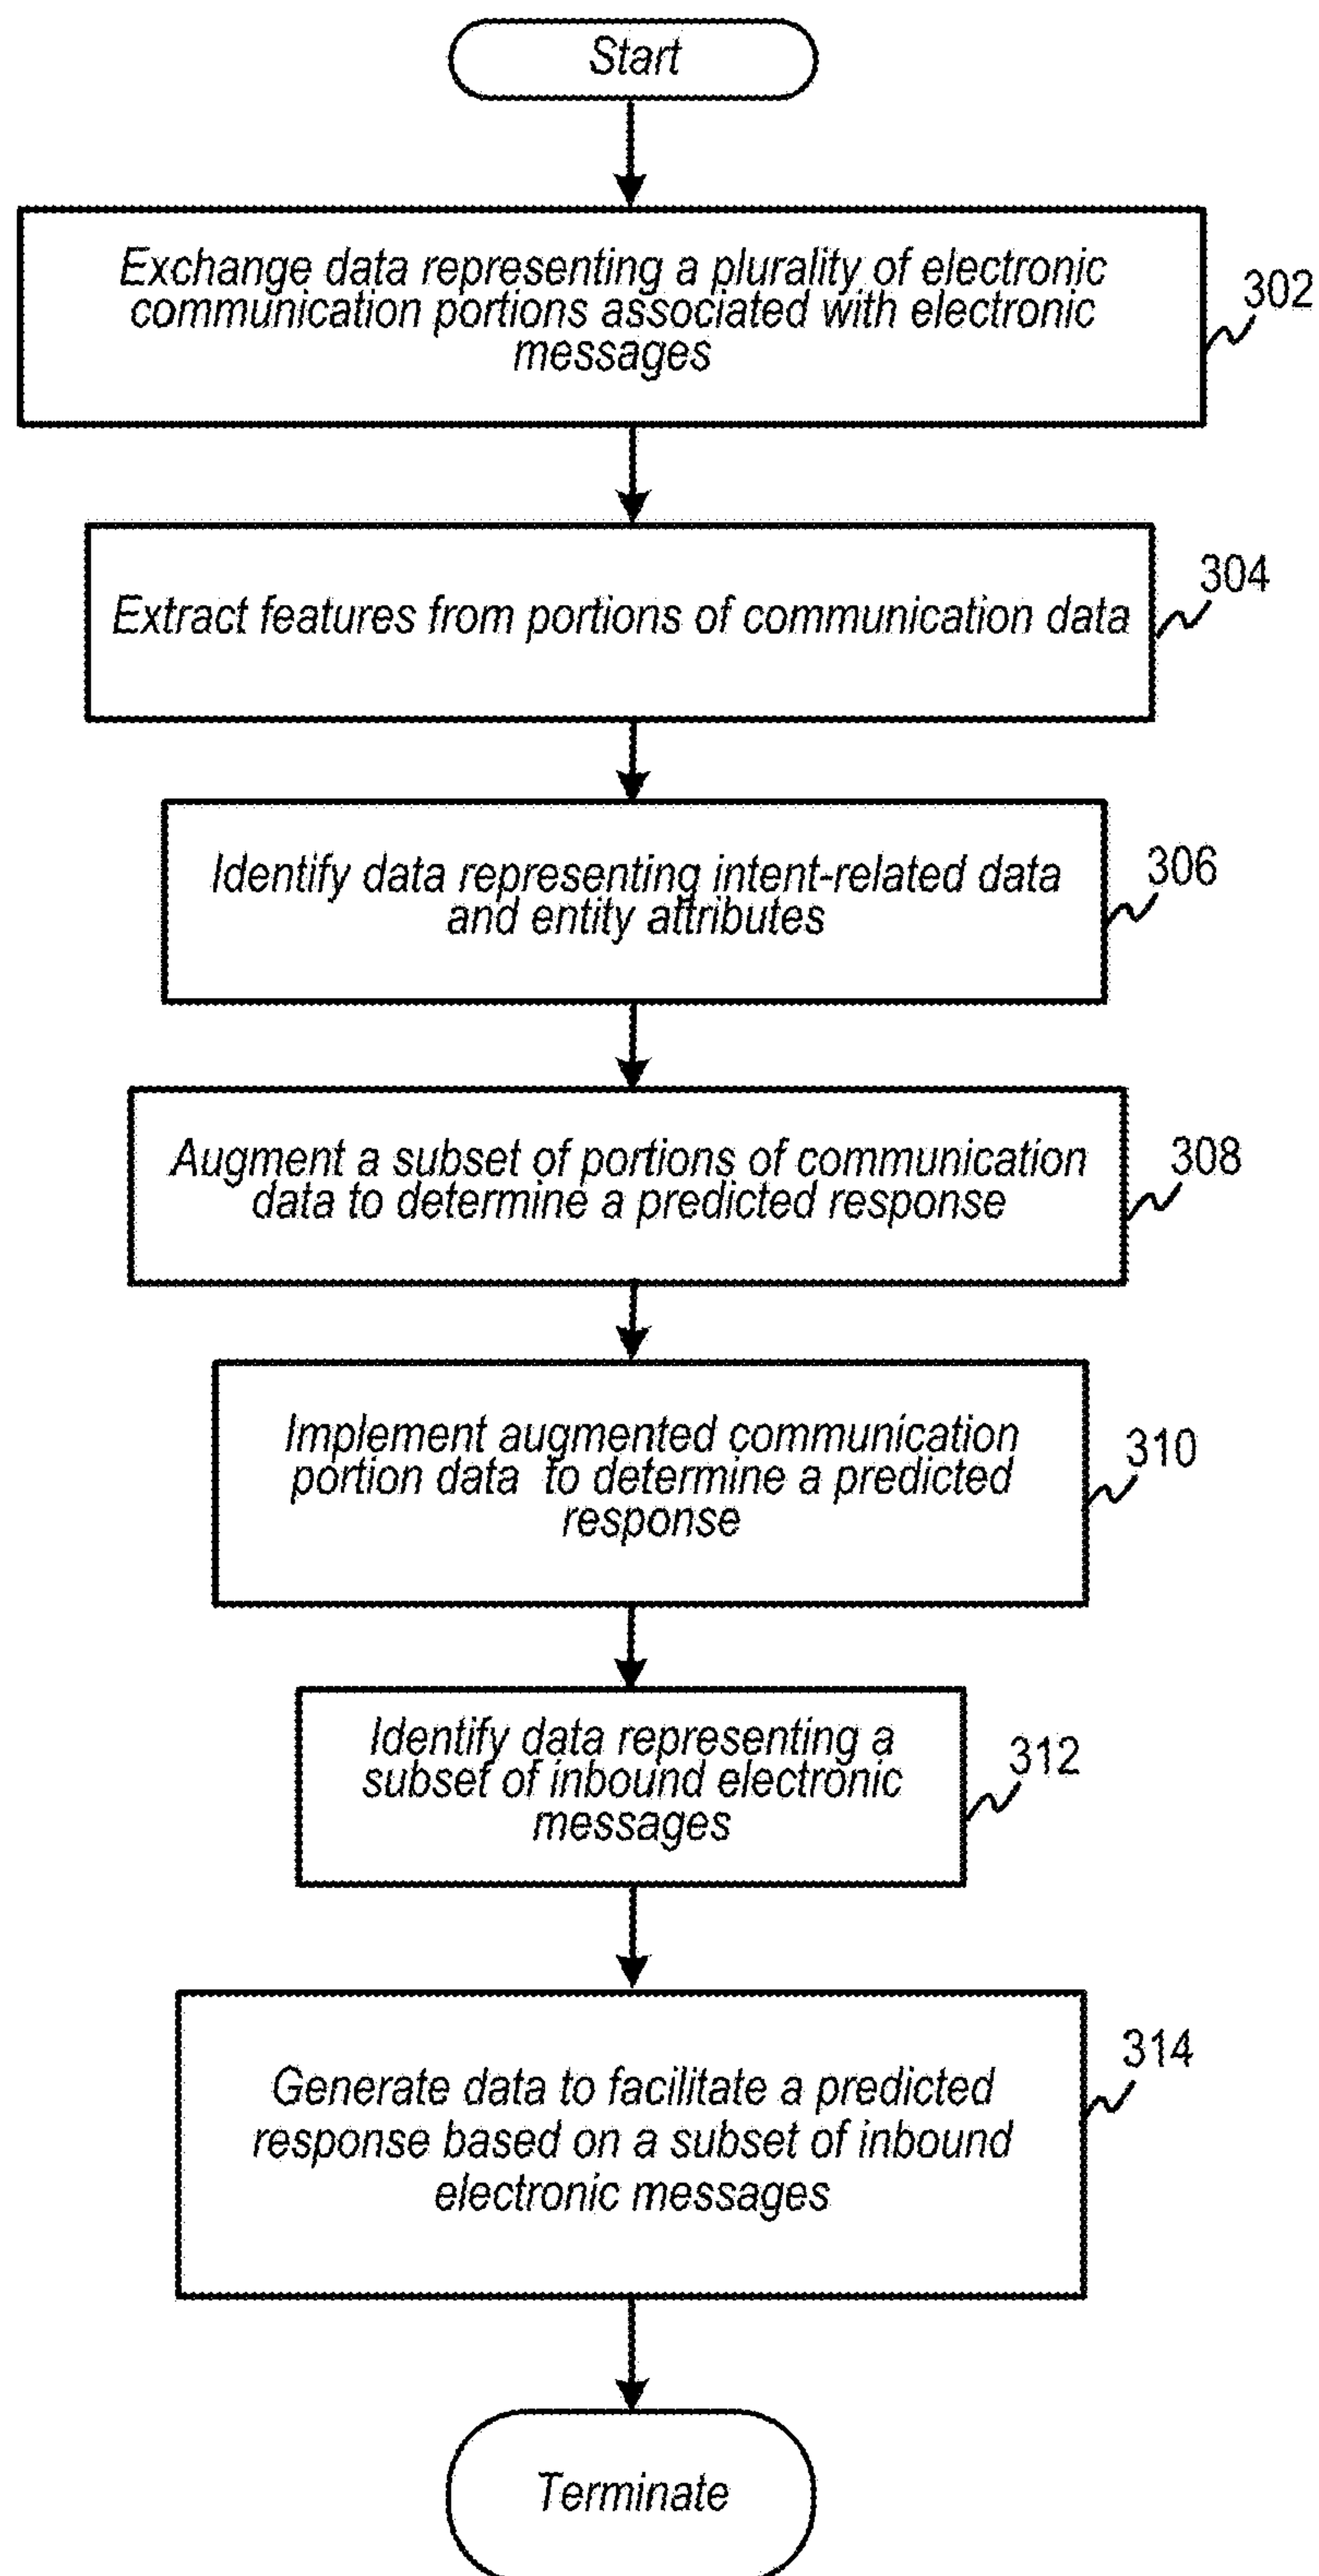 Start
Exchange data representing a plurality of electronic
communication portions associated with electronic
messages
302
Extract features from portions of communication data
304
Identify data representing intent-related data
and entity attributes
306
Augment a subset of portions of communication
data to determine a predicted response
308
Implement augmented communication
portion data to determine a predicted
response
310
Identify data representing a
subset of inbound electronic
messages
312
Generate data to facilitate a predicted
response based on a subset of inbound
electronic messages
314
Terminate